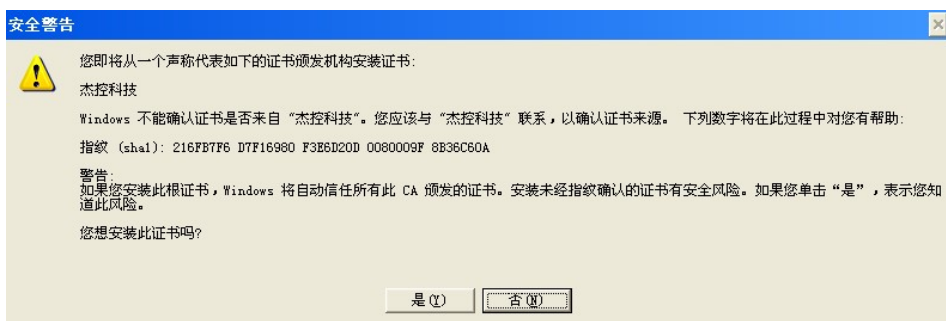 安全警告
您即将从一个声称代表如下的证书颁发机构安装证书:
杰控科技
Windows 不能确认证书是否来自“杰控科技”。您应该与“杰控科技”联系，以确认证书来源。 下列数字将在此过程中对您有帮助:
指纹 (sha1): 216FB7F6 D7F16980 F3E6D20D 0080009F 8B36C60A
警告:
如果您安装此根证书，Windows 将自动信任所有此 CA 颁发的证书。安装未经指纹确认的证书有安全风险。如果您单击“是”，表示您知
道此风险。
您想安装此证书吗?
是(Y) 否(N)